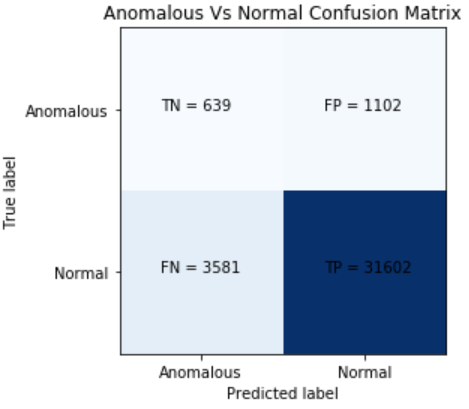 Anomalous Vs Normal Confusion Matrix
Anomalous
TN = 639
FP = 1102
True label
Normal
FN = 3581
TP = 31602
Anomalous
Normal
Predicted label